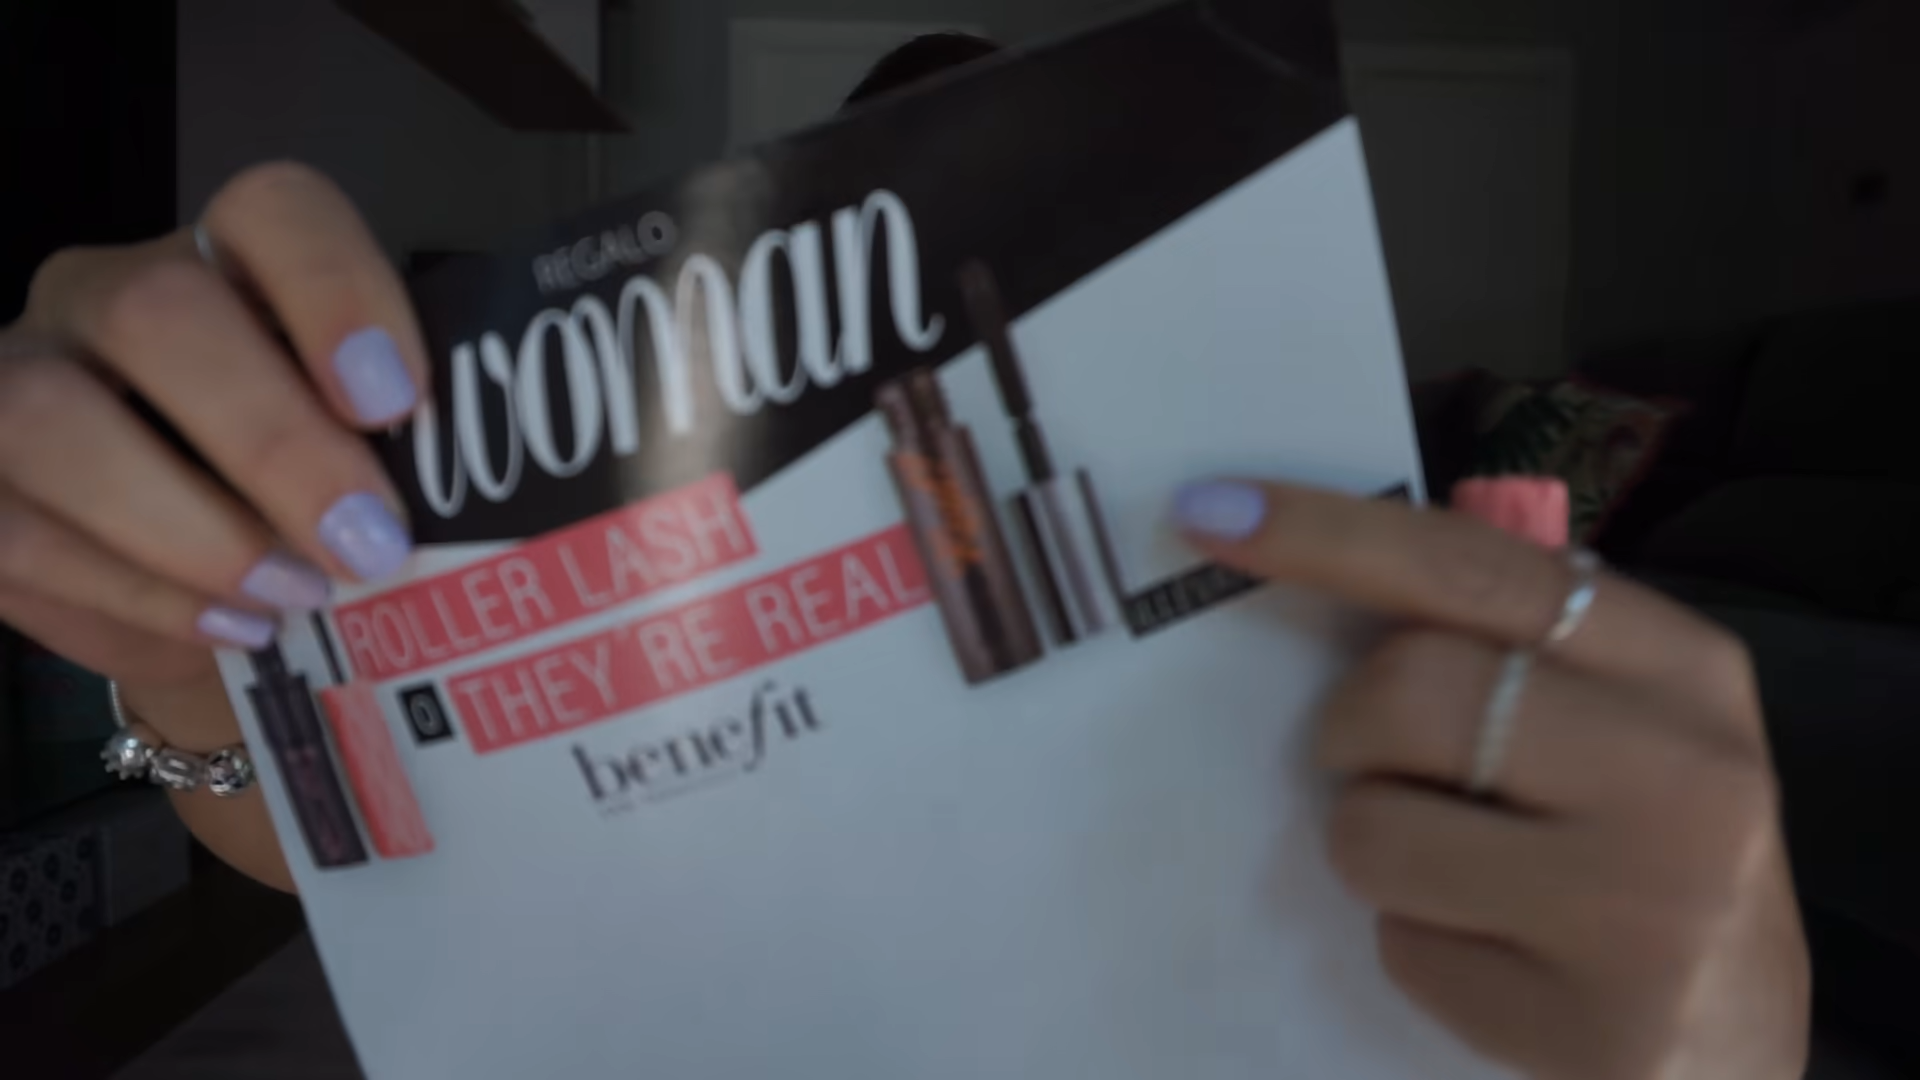 REGALO
woman
ROLLER LASH
O THEY'RE REAL
benefit